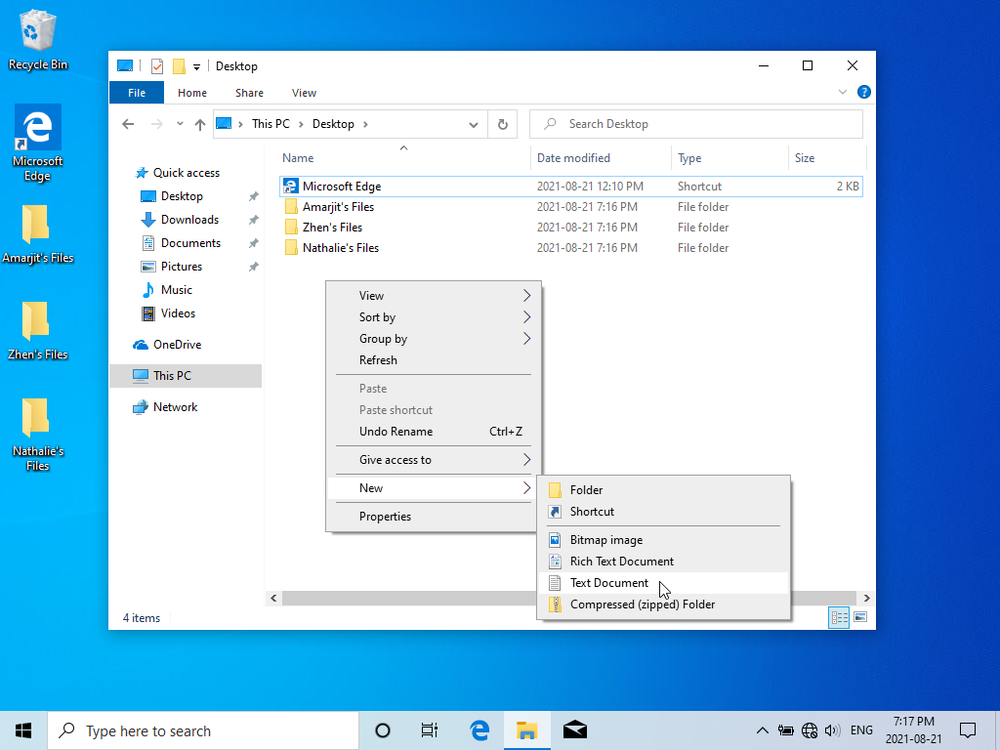 Recycle Bin
Microsoft
Edge
Amarjit's Files
Zhen's Files
Nathalie's
Files
Desktop
File Home Share View
This PC Desktop
Search Desktop
Name Date modified Type Size
Microsoft Edge 2021-08-21 12:10 PM Shortcut 2 KB
Amarjit's Files 2021-08-21 7:16 PM File folder
Zhen's Files 2021-08-21 7:16 PM File folder
Nathalie's Files 2021-08-21 7:16 PM File folder
Quick access
Desktop
Downloads
Documents
Pictures
Music
Videos
OneDrive
This PC
Network
View
Sort by
Group by
Refresh
Paste
Paste shortcut
Undo Rename Ctrl+Z
Give access to
New
Properties
Folder
Shortcut
Bitmap image
Rich Text Document
Text Document
Compressed (zipped) Folder
4 items
Type here to search
ENG
7:17 PM
2021-08-21